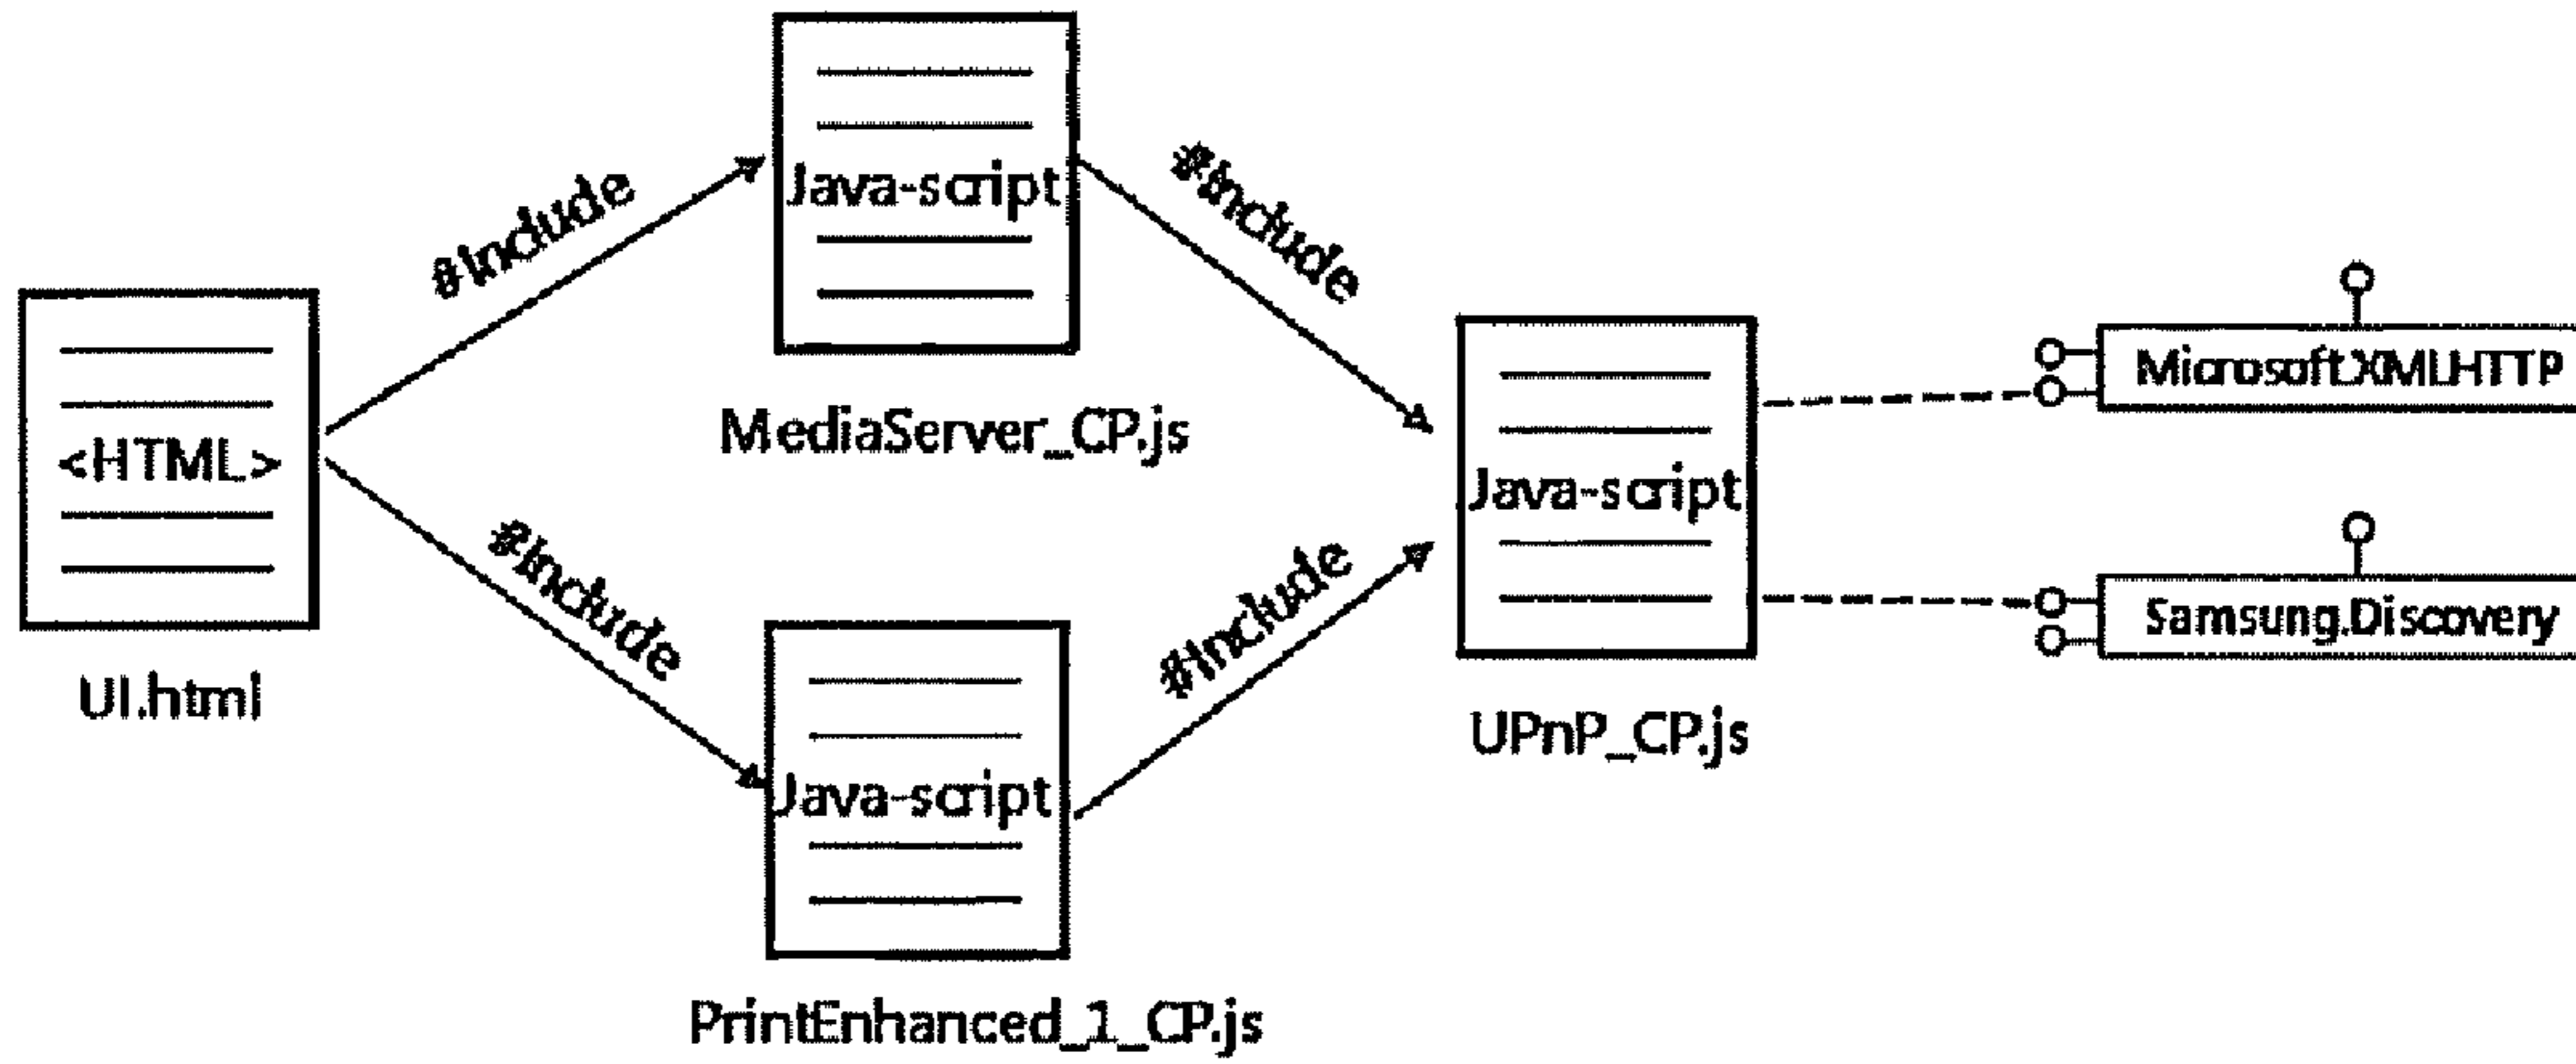 Java-script
#include
#include
MediaServer_CP.js
Microsoft.XMLHTTP
<HTML>
Java-script
#include
#include
Samsung.Discovery
UI.html
UPnP_CP.js
Java-script
PrintEnhanced_1_CP.js